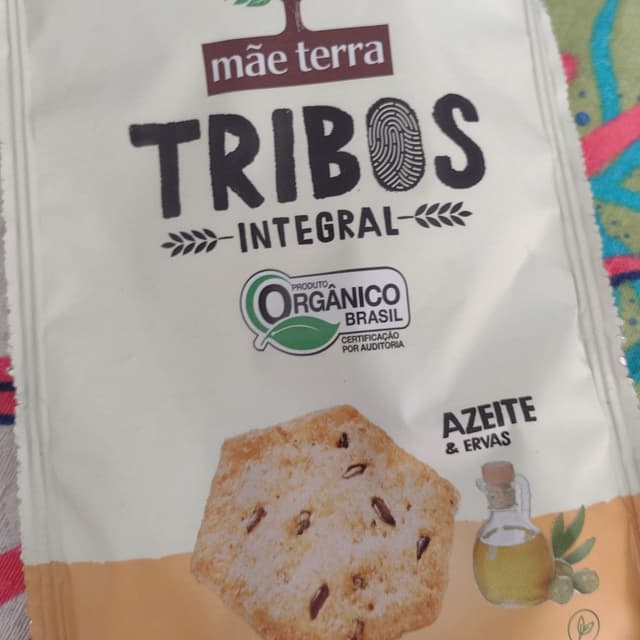 mãe terra
TRIBOS
INTEGRAL
PRODUTO
ORGÂNICO
BRASIL
CERTIFICAÇÃO
POR AUDITORIA
AZEITE
& ERVAS